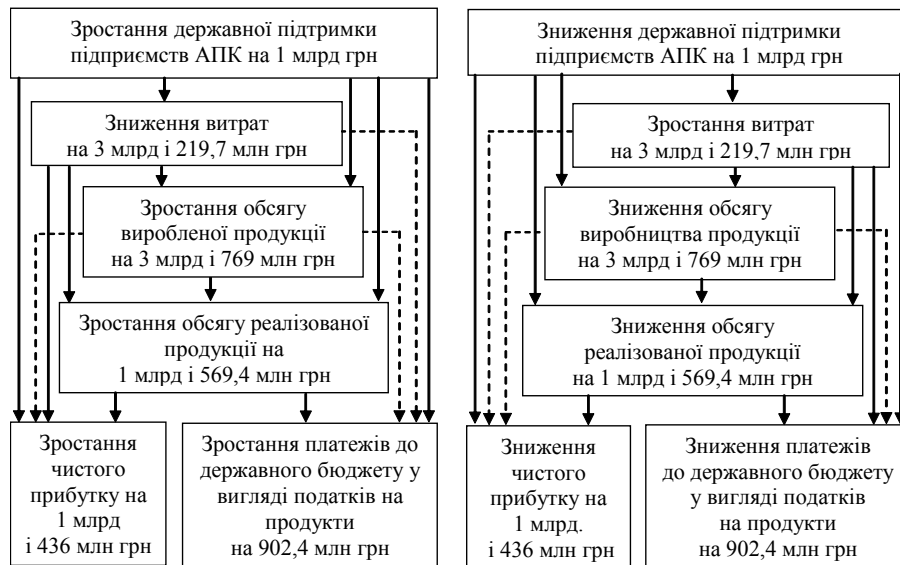 Зростання державної підтримки
підприємств АПК на 1 млрд грн
Зниження витрат
на 3 млрд і 219,7 млн грн
Зростання обсягу
виробленої продукції
на 3 млрд і 769 млн грн
Зростання обсягу реалізованої
продукції на
1 млрд і 569,4 млн грн
Зростання
чистого
прибутку на
1 млрд
і 436 млн грн
Зростання платежів до
державного бюджету у
вигляді податків на
продукти
на 902,4 млн грн
Зниження державної підтримки
підприємств АПК на 1 млрд грн
Зростання витрат
на 3 млрд і 219,7 млн грн
Зниження обсягу
виробництва продукції
на 3 млрд і 769 млн грн
Зниження обсягу
реалізованої продукції
на 1 млрд і 569,4 млн грн
Зниження
чистого
прибутку на
1 млрд.
і 436 млн грн
Зниження платежів
до державного бюджету
у вигляді податків
на продукти
на 902,4 млн грн